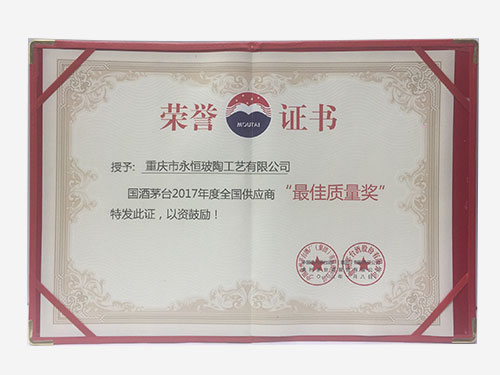 荣誉 证书
MOUTAI
授予：重庆市永恒玻陶工艺有限公司
国酒茅台2017年度全国供应商 “最佳质量奖”
特发此证，以资鼓励！